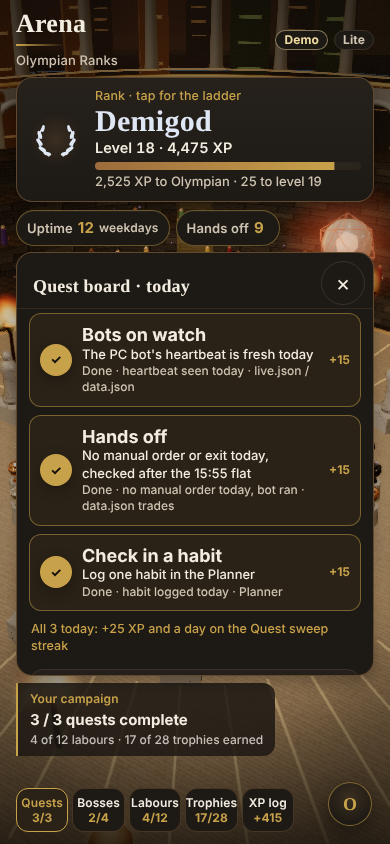 Arena
Olympian Ranks
Demo
Lite
Rank · tap for the ladder
Demigod
Level 18 · 4,475 XP
2,525 XP to Olympian · 25 to level 19
Uptime 12 weekdays
Hands off 9
Quest board · today
Bots on watch
The PC bot's heartbeat is fresh today
Done · heartbeat seen today · live.json /
data.json
+15
Hands off
No manual order or exit today,
checked after the 15:55 flat
Done · no manual order today, bot ran ·
data.json trades
+15
Check in a habit
Log one habit in the Planner
Done · habit logged today · Planner
+15
All 3 today: +25 XP and a day on the Quest sweep
streak
Your campaign
3 / 3 quests complete
4 of 12 labours · 17 of 28 trophies earned
Quests
3/3
Bosses
2/4
Labours
4/12
Trophies
17/28
XP log
+415
O